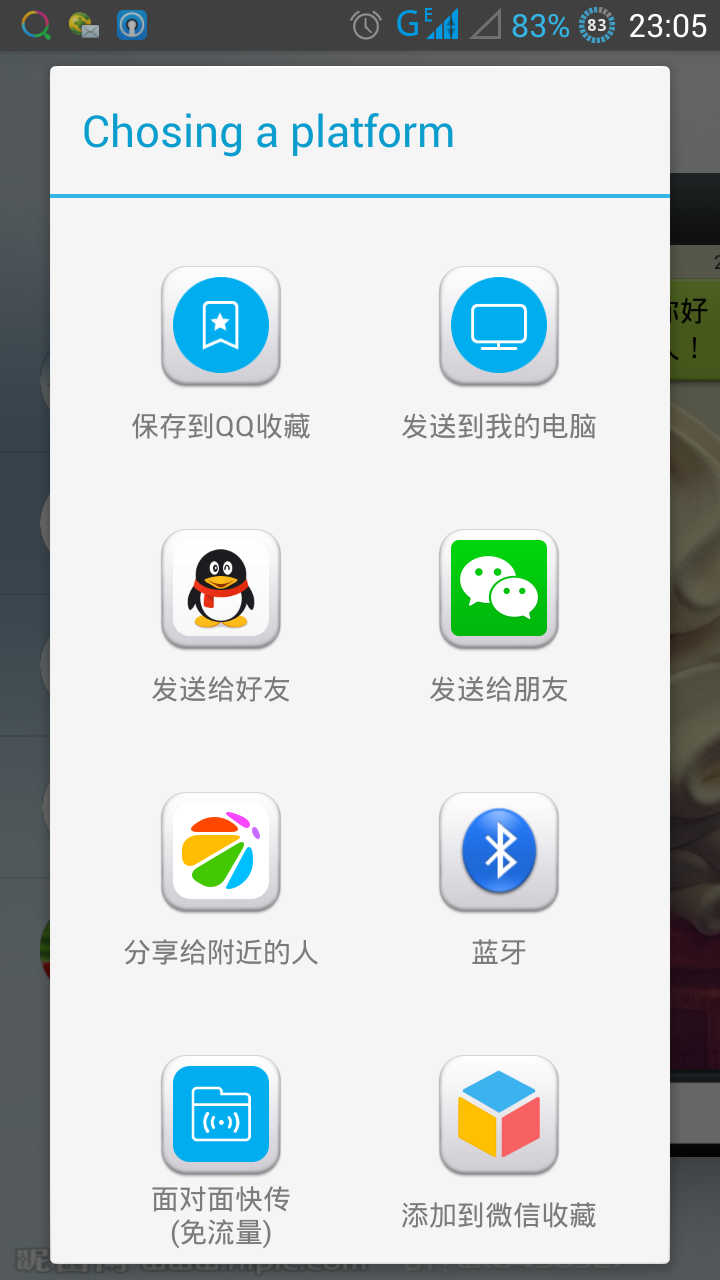 83% 83 23:05
Chosing a platform
保存到QQ收藏 发送到我的电脑
发送给好友 发送给朋友
分享给附近的人 蓝牙
面对面快传
(免流量)
添加到微信收藏
你好
！